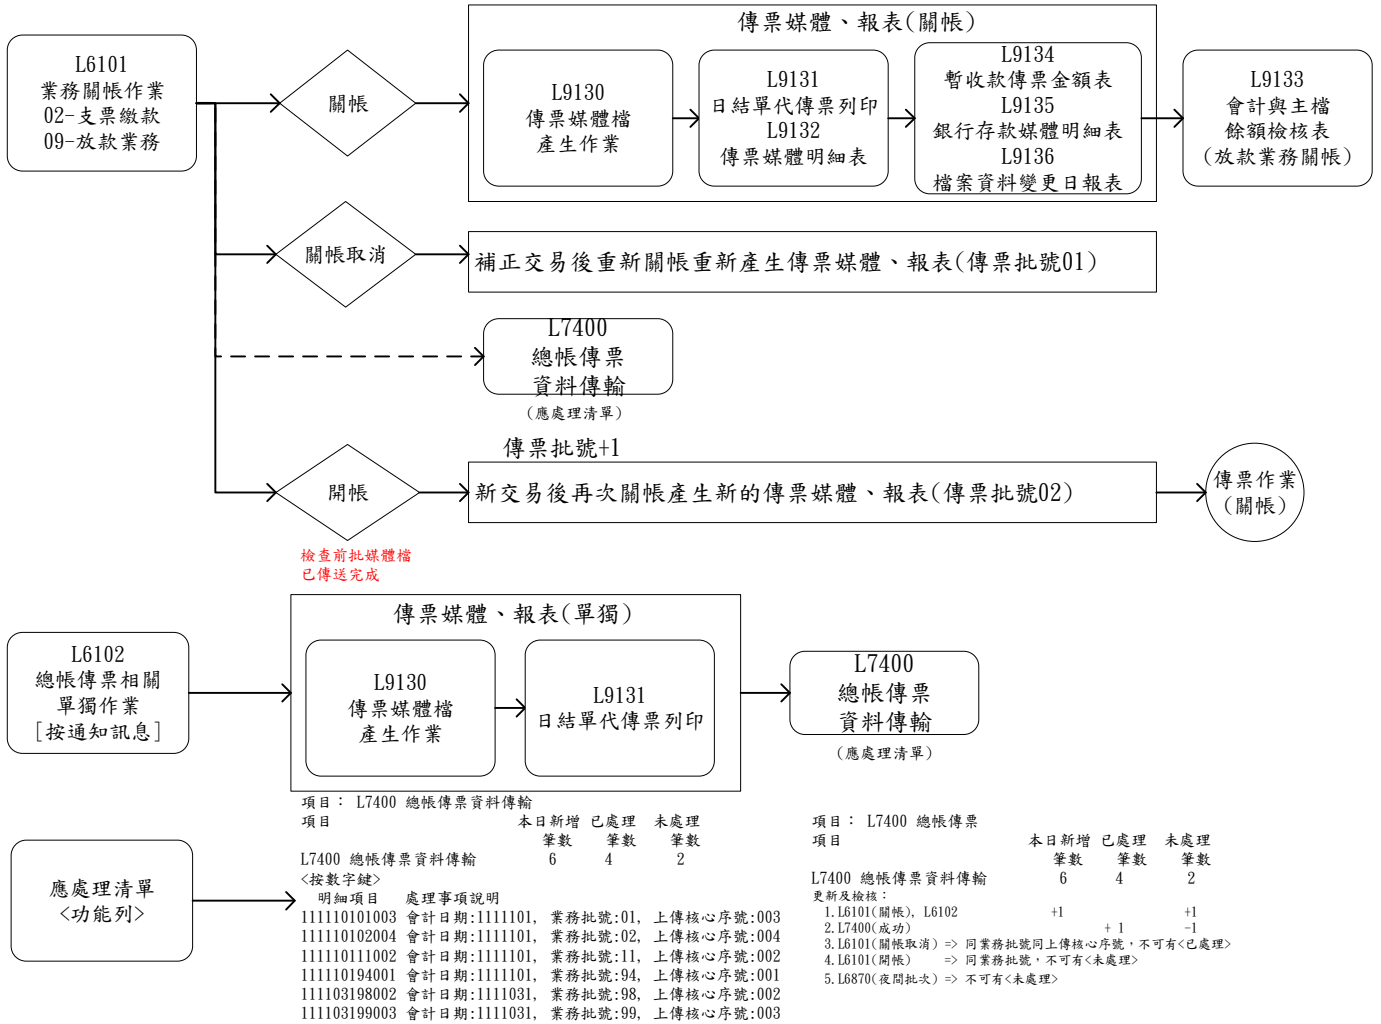 L6101
業務關帳作業
02-支票繳款
09-放款業務
關帳
傳票媒體、報表(關帳)
L9130
傳票媒體檔
產生作業
L9131
日結單代傳票列印
L9132
傳票媒體明細表
L9134
暫收款傳票金額表
L9135
銀行存款媒體明細表
L9136
檔案資料變更日報表
L9133
會計與主檔
餘額檢核表
(放款業務關帳)
關帳取消
補正交易後重新關帳重新產生傳票媒體、報表(傳票批號01)
L7400
總帳傳票
資料傳輸
(應處理清單)
開帳
傳票批號+1
新交易後再次關帳產生新的傳票媒體、報表(傳票批號02)
傳票作業
(關帳)
檢查前批媒體檔
已傳送完成
L6102
總帳傳票相關
單獨作業
[按通知訊息]
傳票媒體、報表(單獨)
L9130
傳票媒體檔
產生作業
L9131
日結單代傳票列印
L7400
總帳傳票
資料傳輸
(應處理清單)
應處理清單
<功能列>
項目： L7400 總帳傳票資料傳輸
項目 本日新增 已處理 未處理
筆數 筆數 筆數
L7400 總帳傳票資料傳輸 6 4 2
<按數字鍵>
明細項目 處理事項說明
111110101003 會計日期:1111101, 業務批號:01, 上傳核心序號:003
111110102004 會計日期:1111101, 業務批號:02, 上傳核心序號:004
111110111002 會計日期:1111101, 業務批號:11, 上傳核心序號:002
111110194001 會計日期:1111101, 業務批號:94, 上傳核心序號:001
111103198002 會計日期:1111031, 業務批號:98, 上傳核心序號:002
111103199003 會計日期:1111031, 業務批號:99, 上傳核心序號:003
項目： L7400 總帳傳票
項目 本日新增 已處理 未處理
筆數 筆數 筆數
L7400 總帳傳票資料傳輸 6 4 2
更新及檢核：
1.L6101(關帳), L6102 +1 +1
2.L7400(成功) + 1 -1
3.L6101(關帳取消) => 同業務批號同上傳核心序號，不可有<已處理>
4.L6101(開帳) => 同業務批號，不可有<未處理>
5.L6870(夜間批次) => 不可有<未處理>